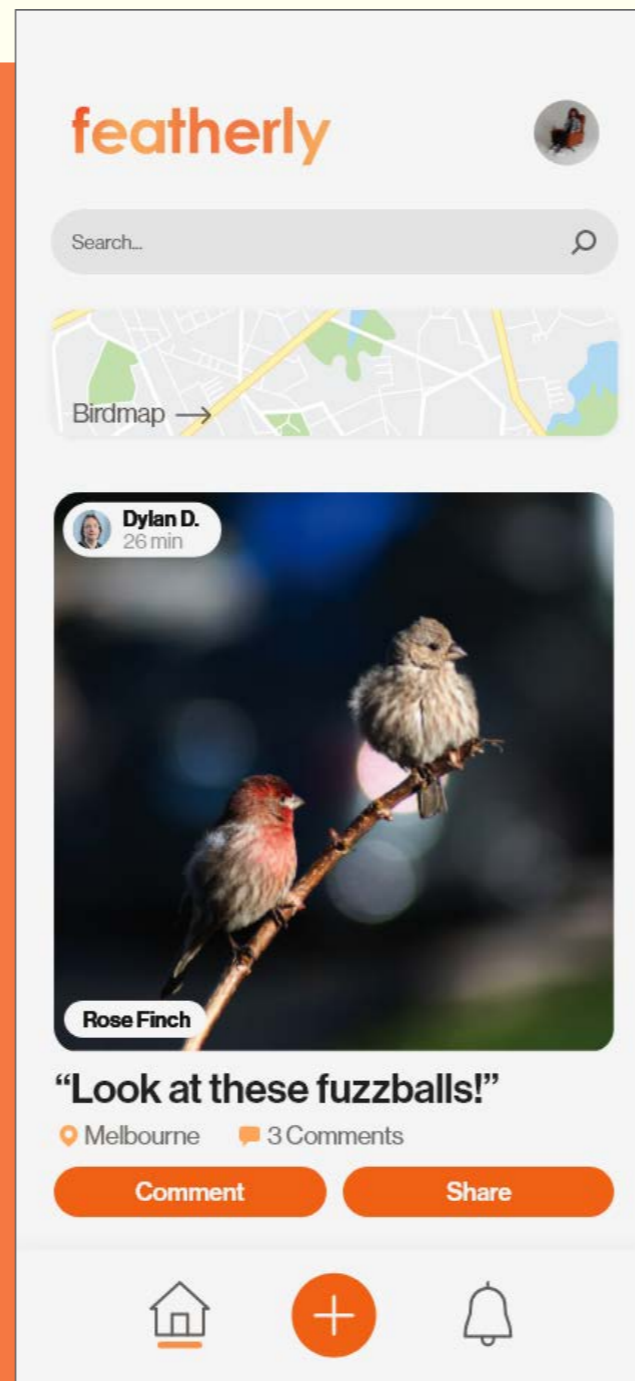 featherly
Search...
Birdmap →
Dylan D.
26 min
Rose Finch
“Look at these fuzzballs!”
Melbourne 3 Comments
Comment Share